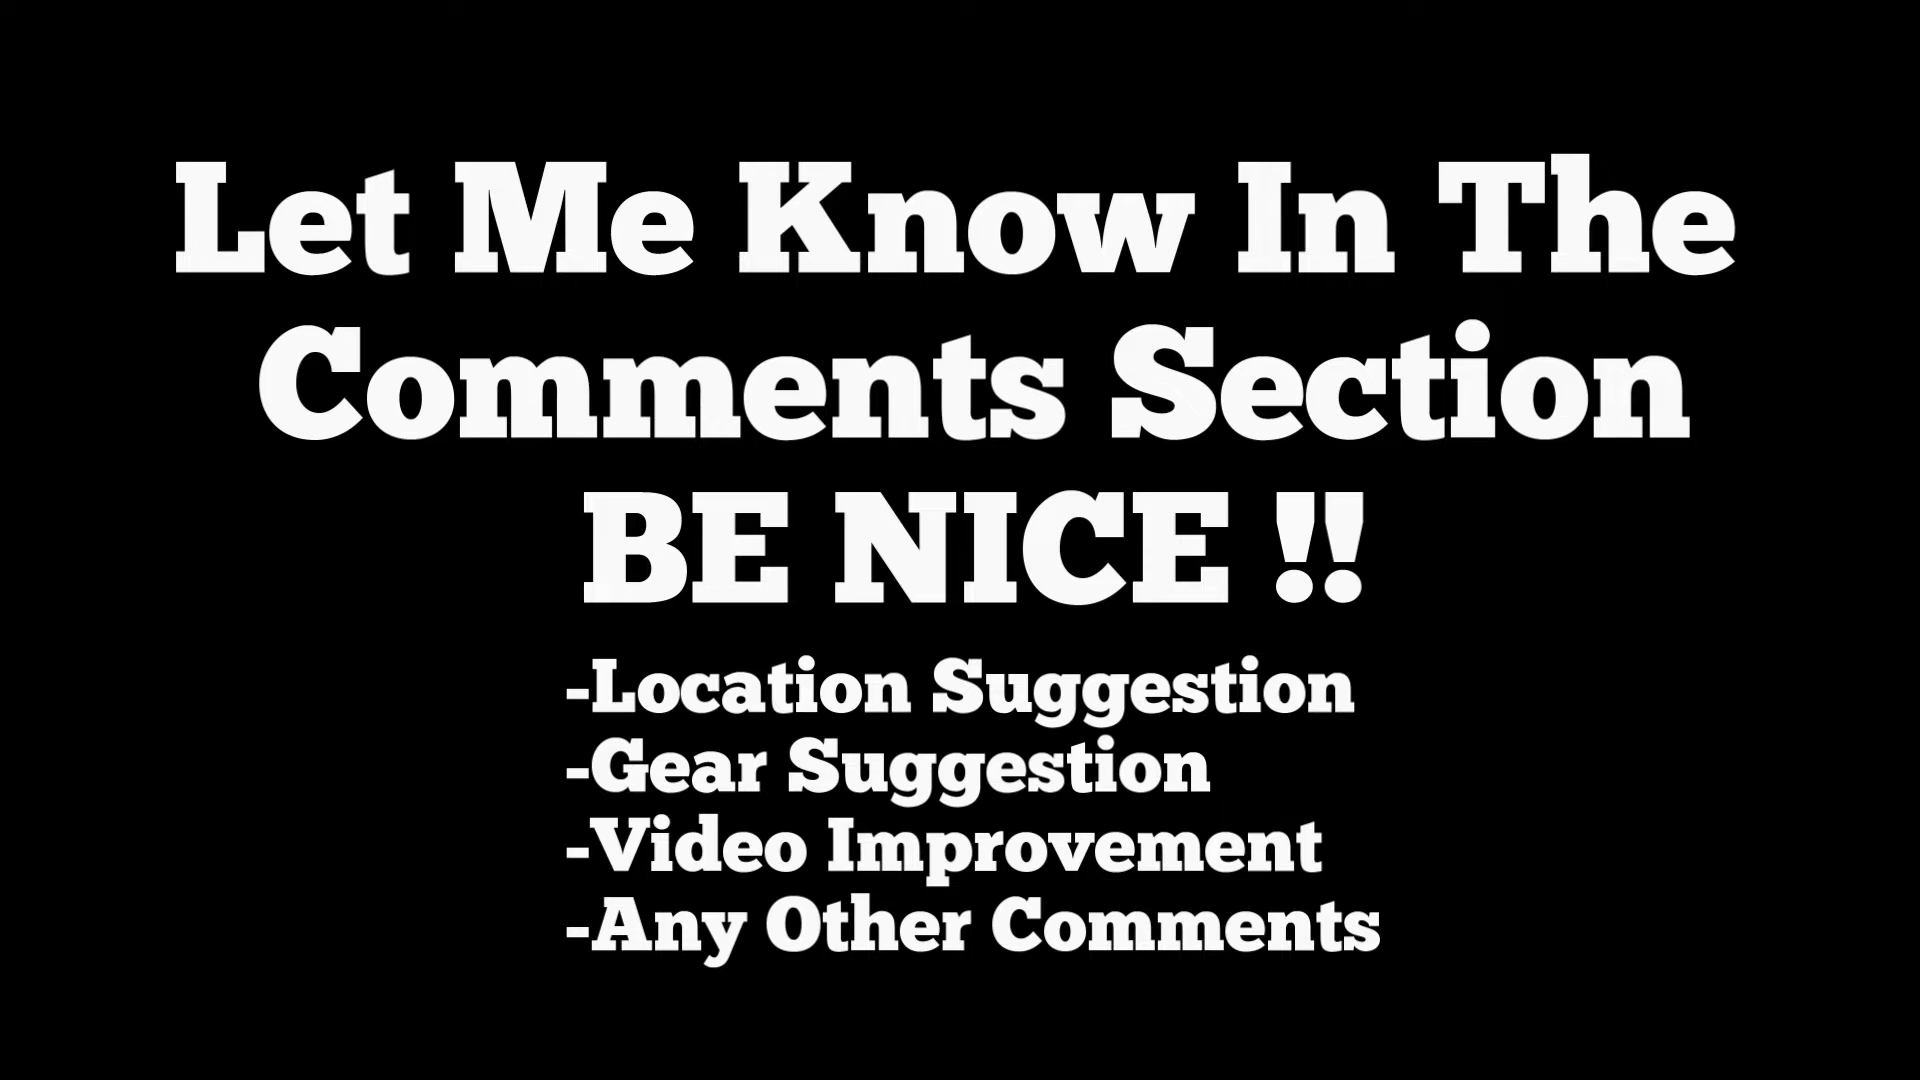 Let Me Know In The
Comments Section
BE NICE !!
-Location Suggestion
-Gear Suggestion
-Video Improvement
-Any Other Comments